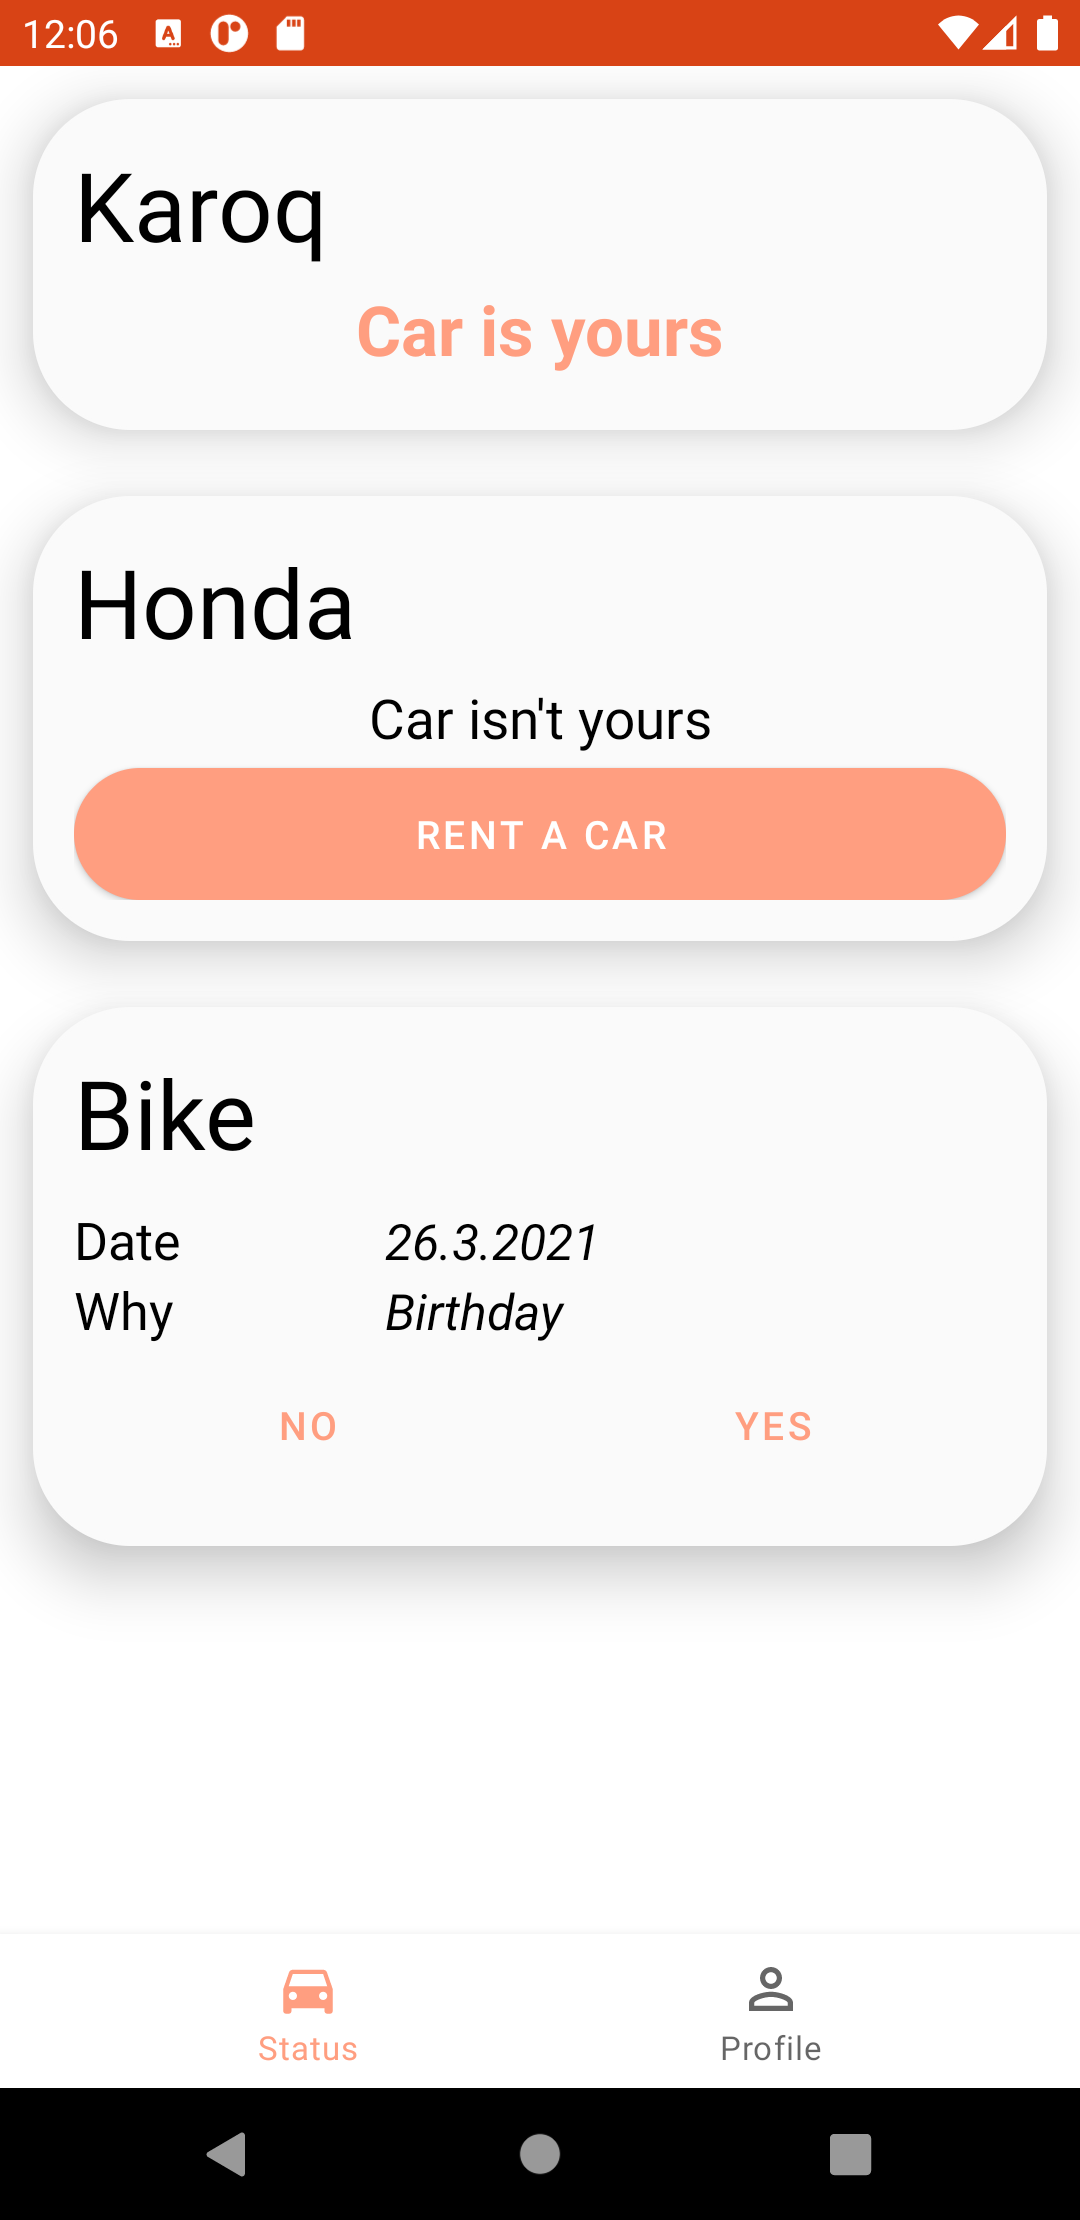 12:06
Karoq
Car is yours
Honda
Car isn't yours
RENT A CAR
Bike
Date 26.3.2021
Why Birthday
NO YES
Status Profile